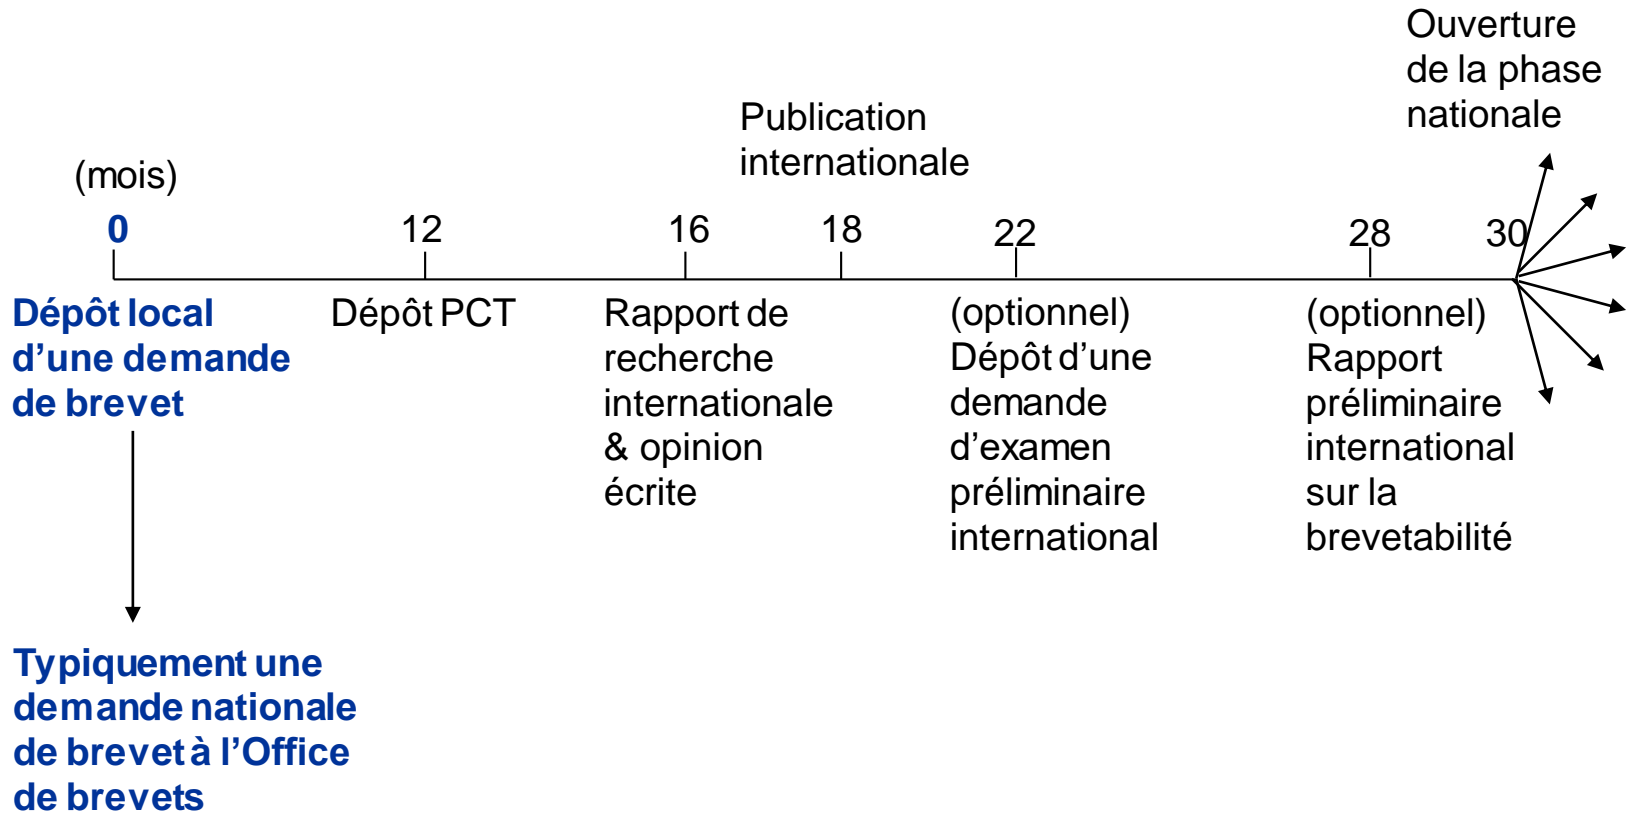 Ouverture
de la phase
nationale
Publication
internationale
(mois)
0
12
16
18
22
28
30
Dépôt local
d’une demande
de brevet
Dépôt PCT
Rapport de
recherche
internationale
& opinion
écrite
(optionnel)
Dépôt d’une
demande
d’examen
préliminaire
international
(optionnel)
Rapport
préliminaire
international
sur la
brevetabilité
Typiquement une
demande nationale
de brevet à l’Office
de brevets